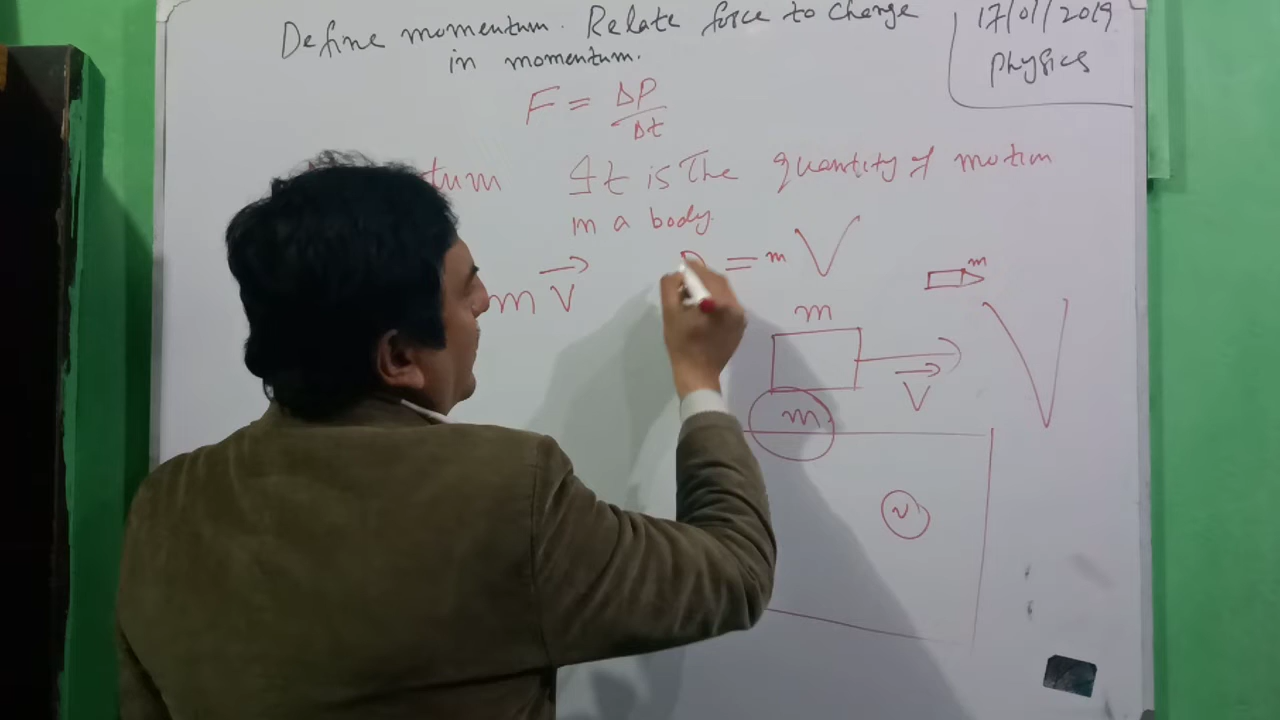 Define momentum. Relate force to change
in momentum.
17/01/2019
physics
F = ΔP
Δt
tum It is The quantity of motion
in a body.
m V
= m V
m
m
V
m
v